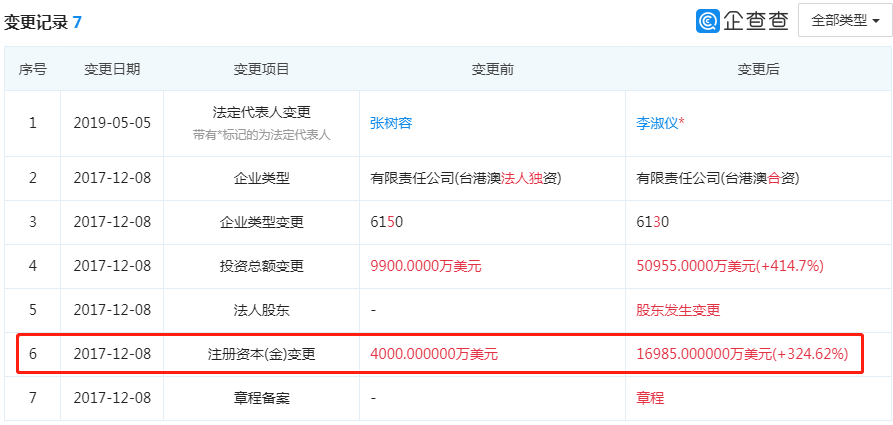 变更记录 7
企查查
全部类型
序号 变更日期 变更项目 变更前 变更后
1 2019-05-05 法定代表人变更 张树容 李淑仪*
带有*标记的为法定代表人
2 2017-12-08 企业类型 有限责任公司(台港澳法人独资) 有限责任公司(台港澳合资)
3 2017-12-08 企业类型变更 6150 6130
4 2017-12-08 投资总额变更 9900.0000万美元 50955.0000万美元(+414.7%)
5 2017-12-08 法人股东 - 股东发生变更
6 2017-12-08 注册资本(金)变更 4000.000000万美元 16985.000000万美元(+324.62%)
7 2017-12-08 章程备案 - 章程